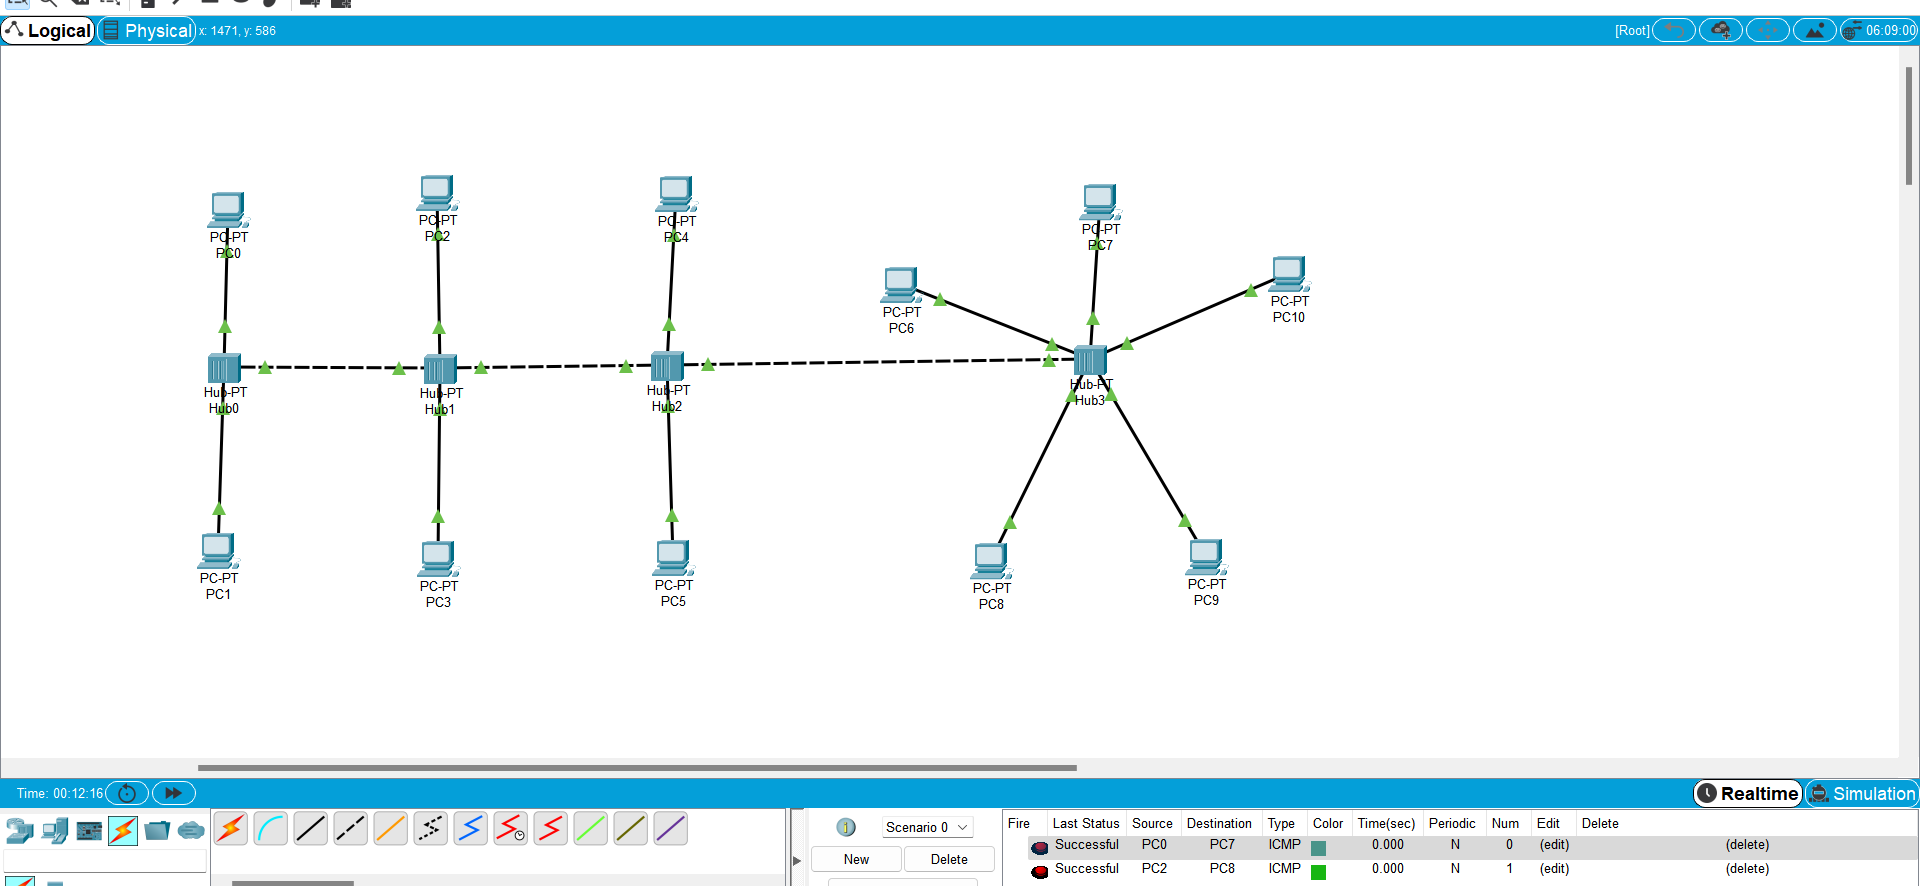 Logical Physical x: 1471, y: 586 [Root] 06:09:00
PC-PT
PC0
PC-PT
PC2
PC-PT
PC4
PC-PT
PC7
PC-PT
PC6
PC-PT
PC10
Hub-PT
Hub0
Hub-PT
Hub1
Hub-PT
Hub2
Hub-PT
Hub3
PC-PT
PC1
PC-PT
PC3
PC-PT
PC5
PC-PT
PC8
PC-PT
PC9
Time: 00:12:16 Realtime Simulation
Scenario 0
New Delete
Fire Last Status Source Destination Type Color Time(sec) Periodic Num Edit Delete
Successful PC0 PC7 ICMP 0.000 N 0 (edit) (delete)
Successful PC2 PC8 ICMP 0.000 N 1 (edit) (delete)